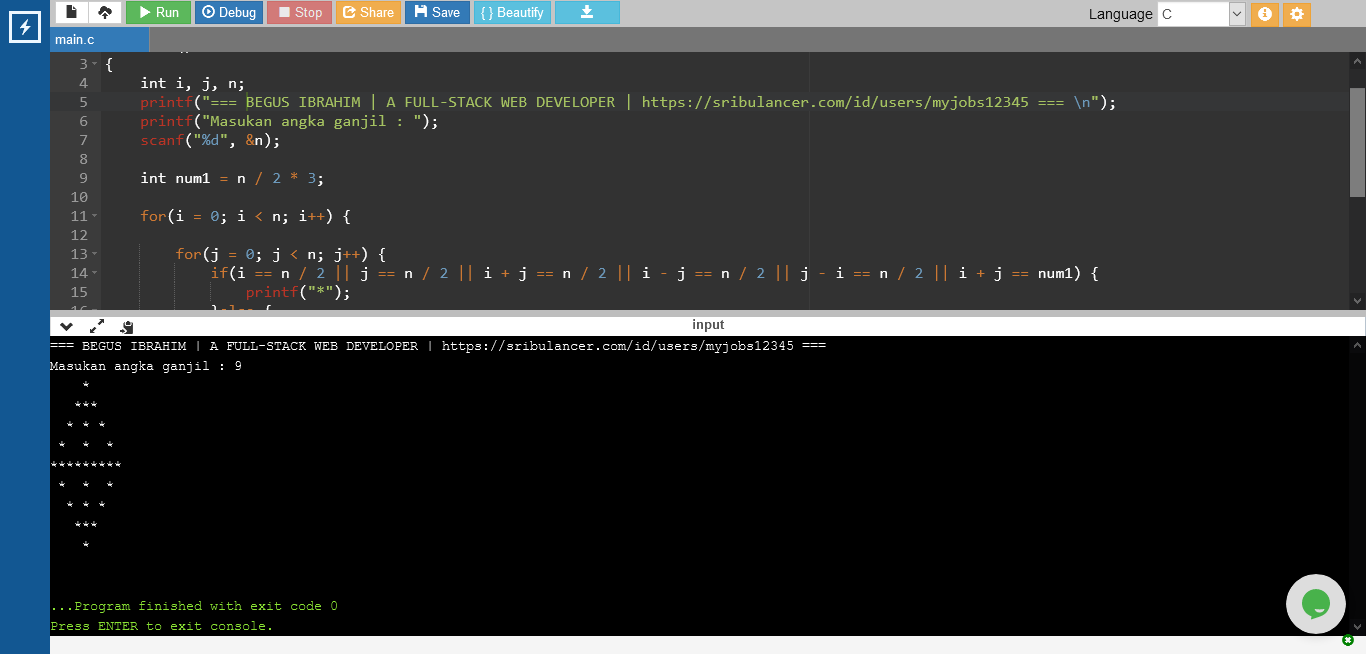 Run Debug Stop Share Save { } Beautify Language C
main.c
3 {
4 int i, j, n;
5 printf("=== BEGUS IBRAHIM | A FULL-STACK WEB DEVELOPER | https://sribulancer.com/id/users/myjobs12345 === \n");
6 printf("Masukan angka ganjil : ");
7 scanf("%d", &n);
8
9 int num1 = n / 2 * 3;
10
11 for(i = 0; i < n; i++) {
12
13 for(j = 0; j < n; j++) {
14 if(i == n / 2 || j == n / 2 || i + j == n / 2 || i - j == n / 2 || j - i == n / 2 || i + j == num1) {
15 printf("*");
16 }else {
input
=== BEGUS IBRAHIM | A FULL-STACK WEB DEVELOPER | https://sribulancer.com/id/users/myjobs12345 ===
Masukan angka ganjil : 9
    *
   ***
  * * *
 *  *  *
*********
 *  *  *
  * * *
   ***
    *
...Program finished with exit code 0
Press ENTER to exit console.